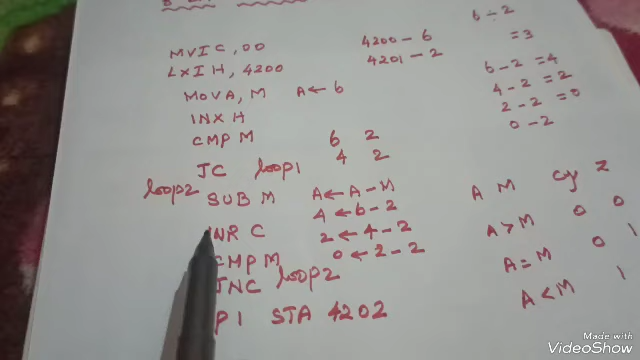 6 ÷ 2
MVI C, 00 4200 - 6 = 3
LXI H, 4200 4201 - 2
MOV A, M A ← 6 6 - 2 = 4
INX H 4 - 2 = 2
CMP M 6 2 2 - 2 = 0
4 2 0 - 2
JC loop1
loop2 SUB M A ← A - M A M CY Z
4 ← 6 - 2
INR C 2 ← 4 - 2 A > M 0 0
CMP M 0 ← 2 - 2 A = M 0 1
JNC loop2 A < M 1
P1 STA 4202
Made with
VideoShow